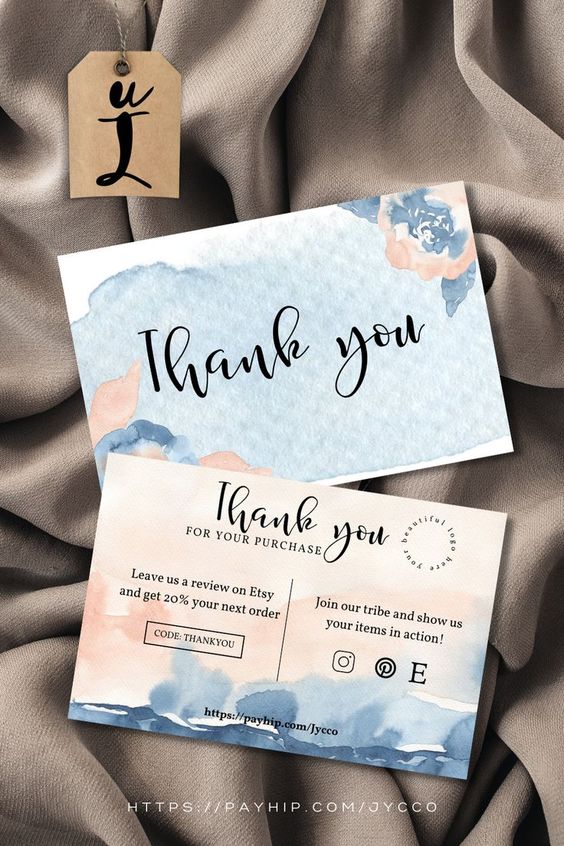 Thank you
Thank you
FOR YOUR PURCHASE
your beautiful logo here
Leave us a review on Etsy
and get 20% your next order
CODE: THANKYOU
Join our tribe and show us
your items in action!
E
https://payhip.com/Jycco
HTTPS://PAYHIP.COM/JYCCO